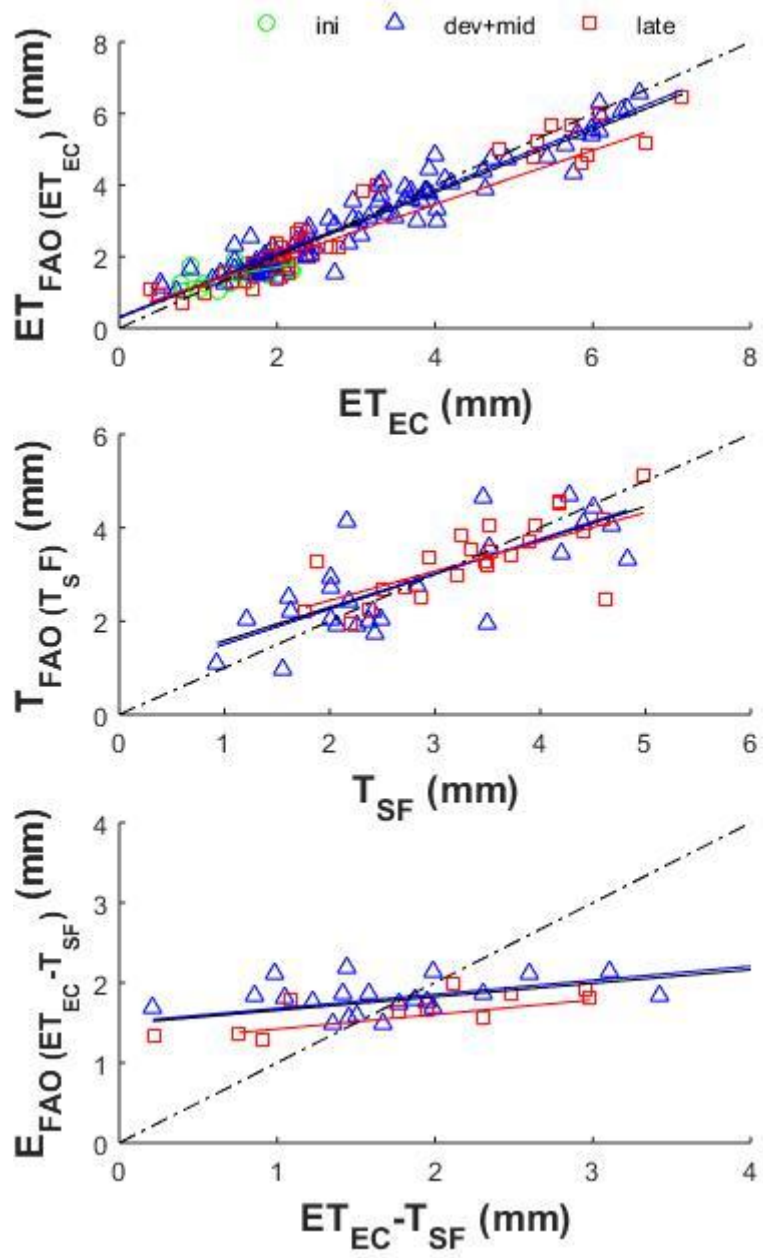 ini dev+mid late
8
6
4
2
0
0 2 4 6 8
ET_FAO (ET_EC) (mm)
ET_EC (mm)
6
4
2
0
0 1 2 3 4 5 6
T_FAO (T_S F) (mm)
T_SF (mm)
4
3
2
1
0
0 1 2 3 4
E_FAO (ET_EC-T_SF) (mm)
ET_EC-T_SF (mm)